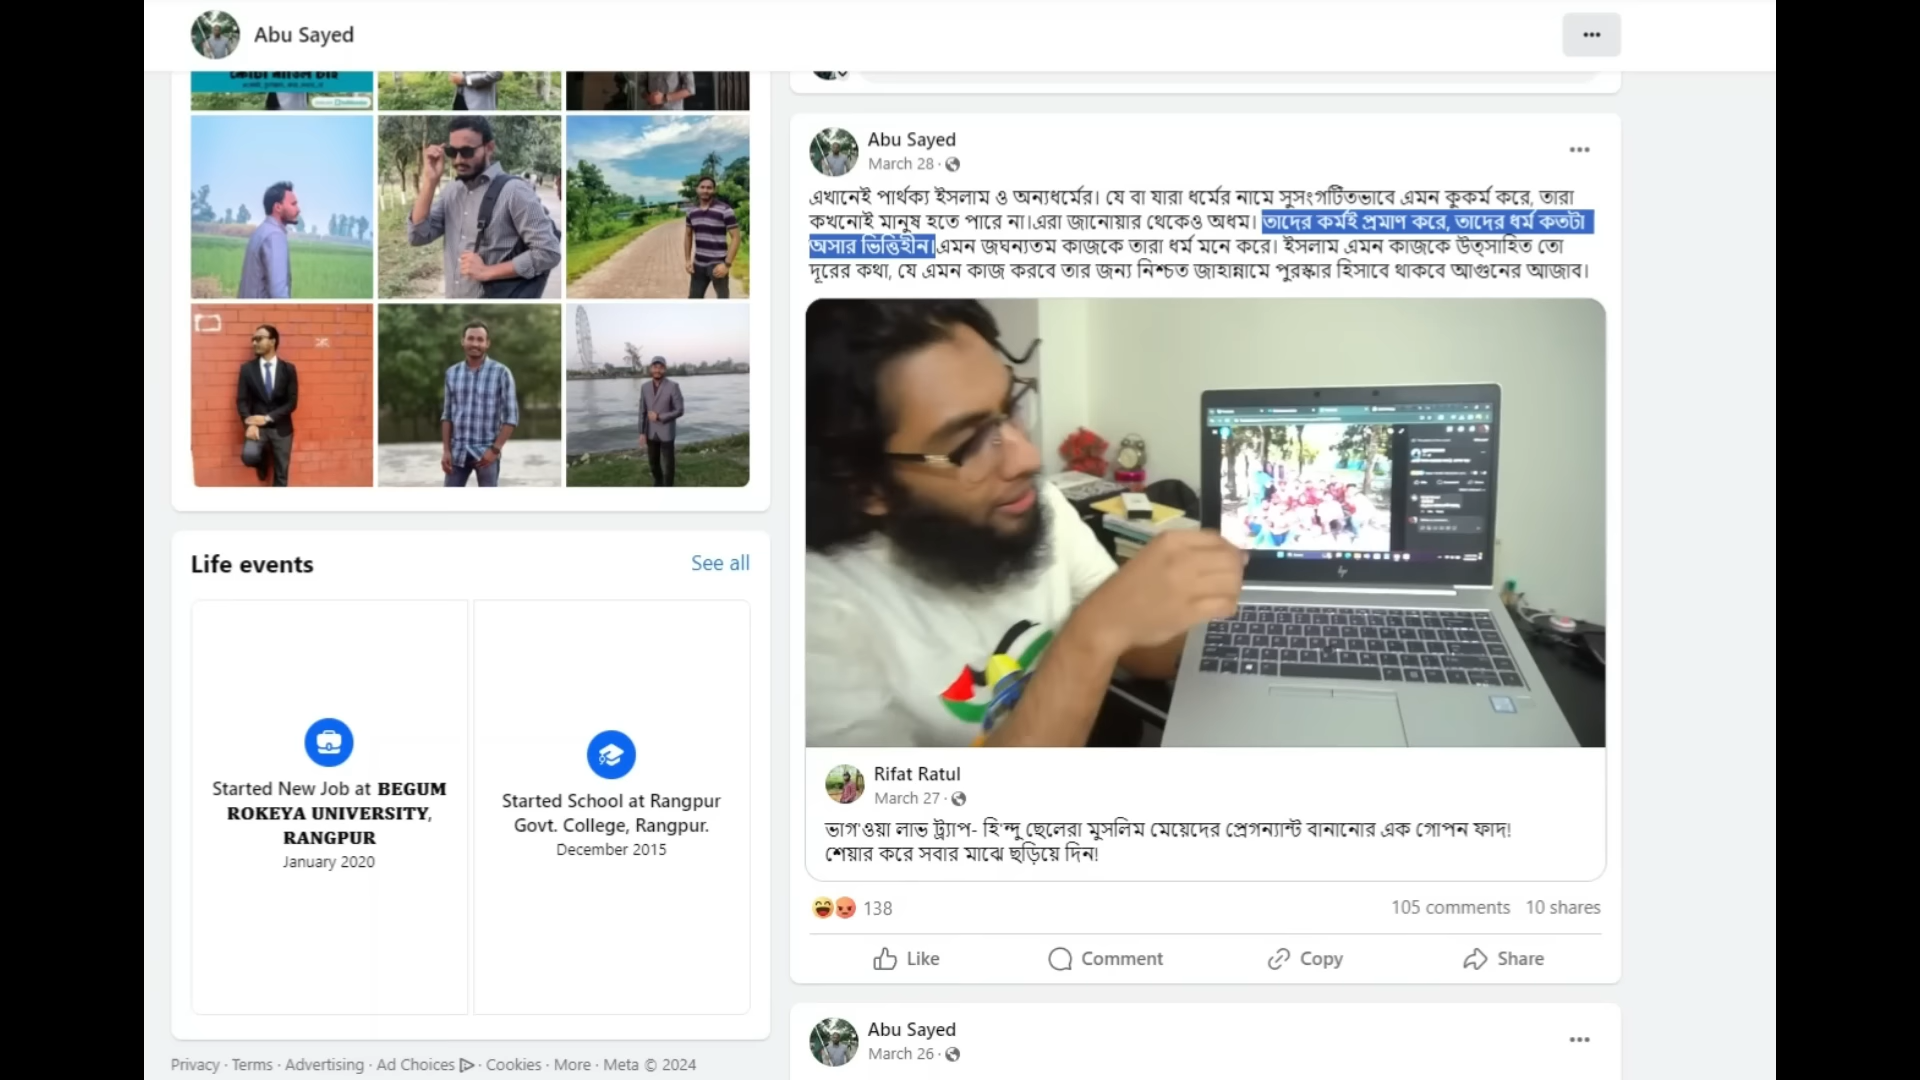 Abu Sayed
Abu Sayed
March 28 ·
এখানেই পার্থক্য ইসলাম ও অন্যধর্মের। যে বা যারা ধর্মের নামে সুসংগটিতভাবে এমন কুকর্ম করে, তারা
কখনোই মানুষ হতে পারে না।এরা জানোয়ার থেকেও অধম। তাদের কর্মই প্রমাণ করে, তাদের ধর্ম কতটা
অসার ভিত্তিহীন।এমন জঘন্যতম কাজকে তারা ধর্ম মনে করে। ইসলাম এমন কাজকে উত্সাহিত তো
দূরের কথা, যে এমন কাজ করবে তার জন্য নিশ্চত জাহান্নামে পুরস্কার হিসাবে থাকবে আগুনের আজাব।
hp
Rifat Ratul
March 27 ·
ভাগ'ওয়া লাভ ট্র্যাপ- হি'ন্দু ছেলেরা মুসলিম মেয়েদের প্রেগন্যান্ট বানানোর এক গোপন ফাদ!
শেয়ার করে সবার মাঝে ছড়িয়ে দিন!
138
105 comments 10 shares
Like Comment Copy Share
Abu Sayed
March 26 ·
Life events
See all
Started New Job at BEGUM
ROKEYA UNIVERSITY,
RANGPUR
January 2020
Started School at Rangpur
Govt. College, Rangpur.
December 2015
Privacy · Terms · Advertising · Ad Choices · Cookies · More · Meta © 2024